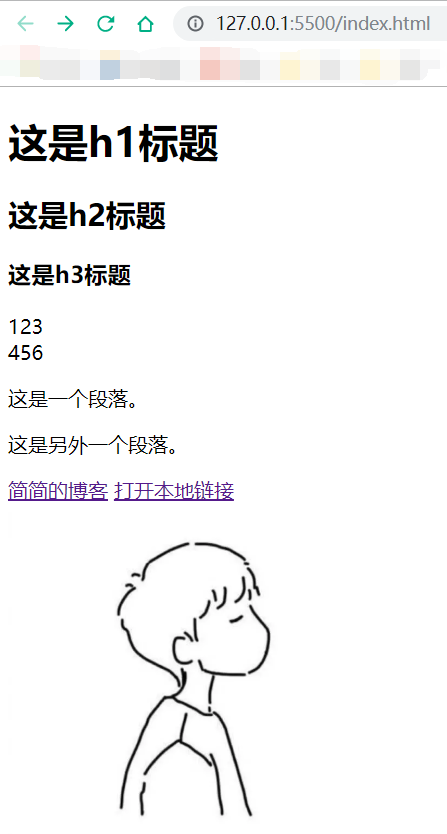 127.0.0.1:5500/index.html
这是h1标题
这是h2标题
这是h3标题
123
456
这是一个段落。
这是另外一个段落。
简简的博客 打开本地链接